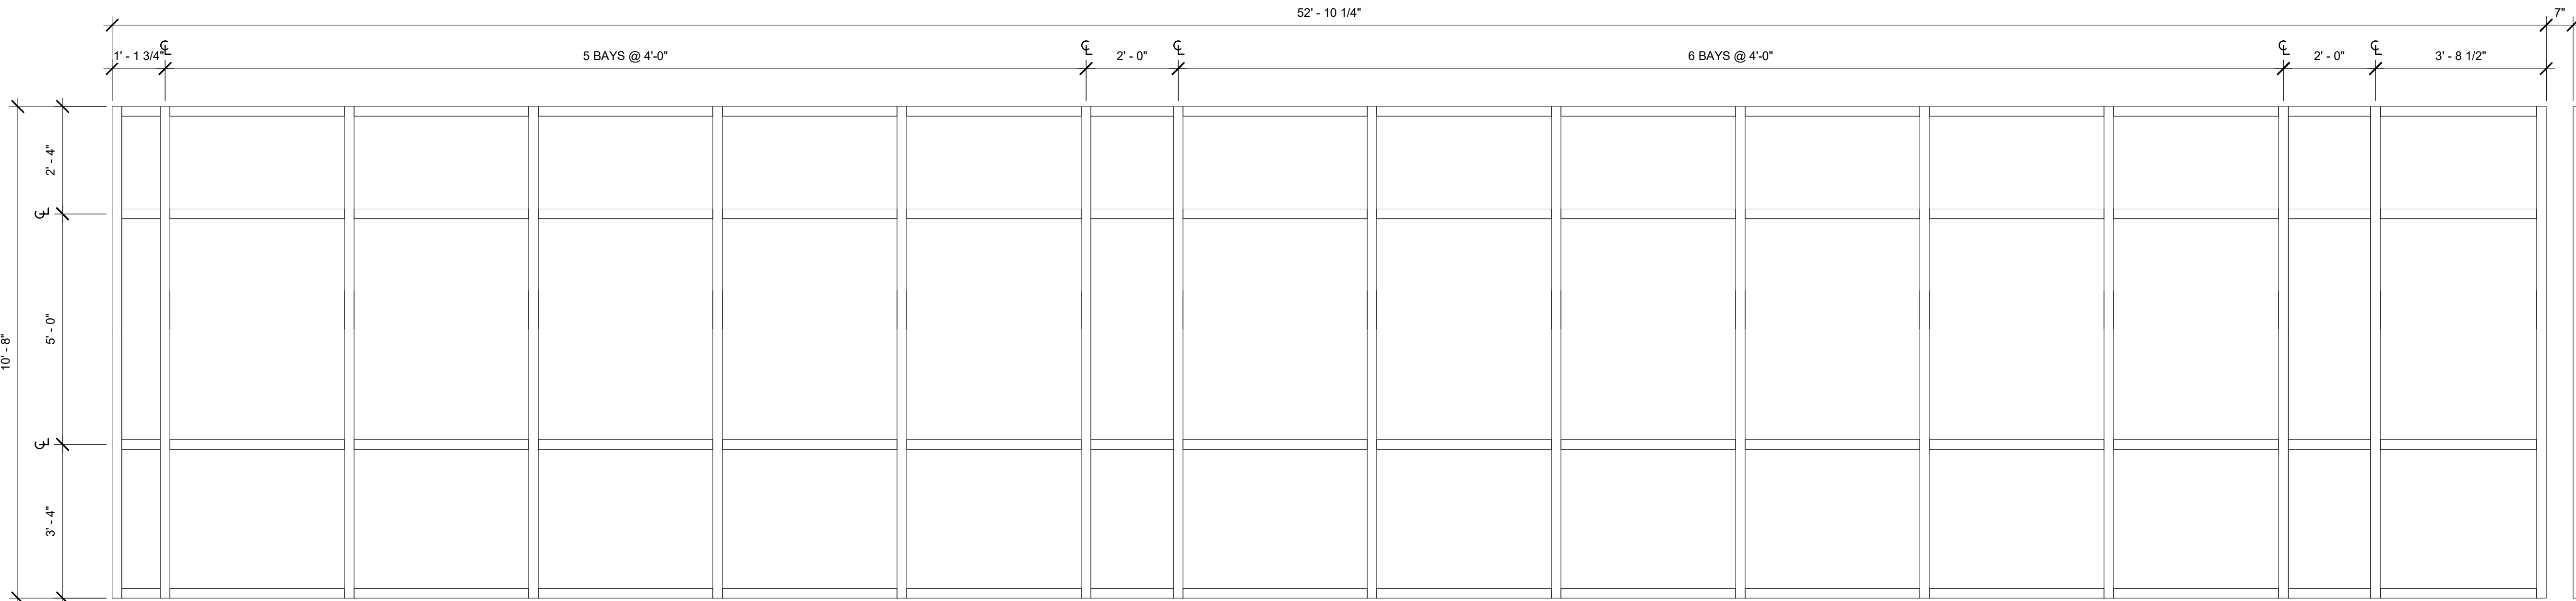 52' - 10 1/4"
7"
1' - 1 3/4"
℄
5 BAYS @ 4'-0"
℄
2' - 0"
℄
6 BAYS @ 4'-0"
℄
2' - 0"
℄
3' - 8 1/2"
10' - 8"
2' - 4"
℄
5' - 0"
℄
3' - 4"